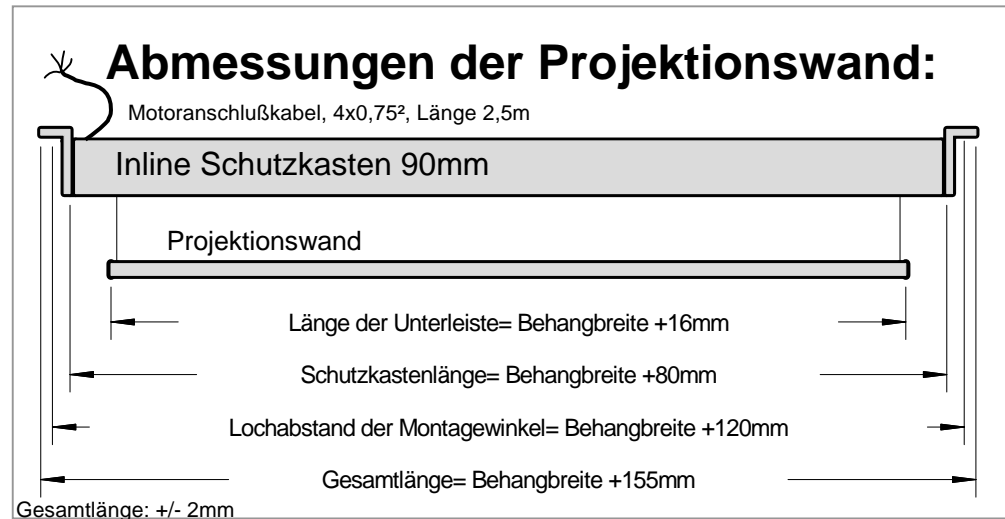 Abmessungen der Projektionswand:
Motoranschlußkabel, 4x0,75², Länge 2,5m
Inline Schutzkasten 90mm
Projektionswand
Länge der Unterleiste= Behangbreite +16mm
Schutzkastenlänge= Behangbreite +80mm
Lochabstand der Montagewinkel= Behangbreite +120mm
Gesamtlänge= Behangbreite +155mm
Gesamtlänge: +/- 2mm